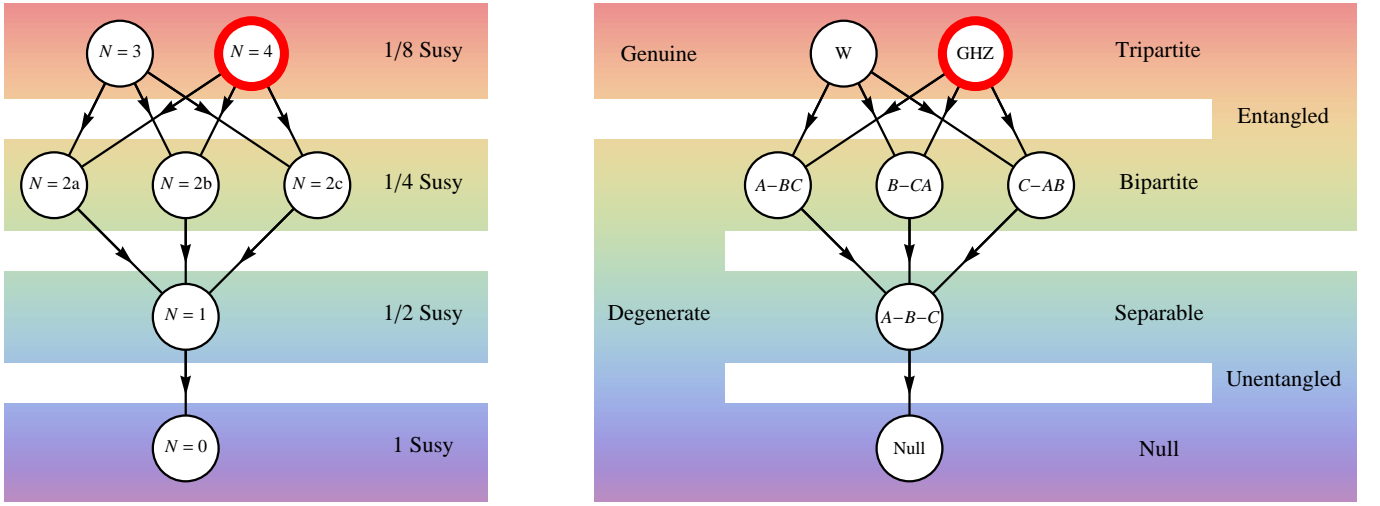 N = 3
N = 4
1/8 Susy
N = 2a
N = 2b
N = 2c
1/4 Susy
N = 1
1/2 Susy
N = 0
1 Susy
Genuine
W
GHZ
Tripartite
Entangled
A−BC
B−CA
C−AB
Bipartite
Degenerate
A−B−C
Separable
Unentangled
Null
Null